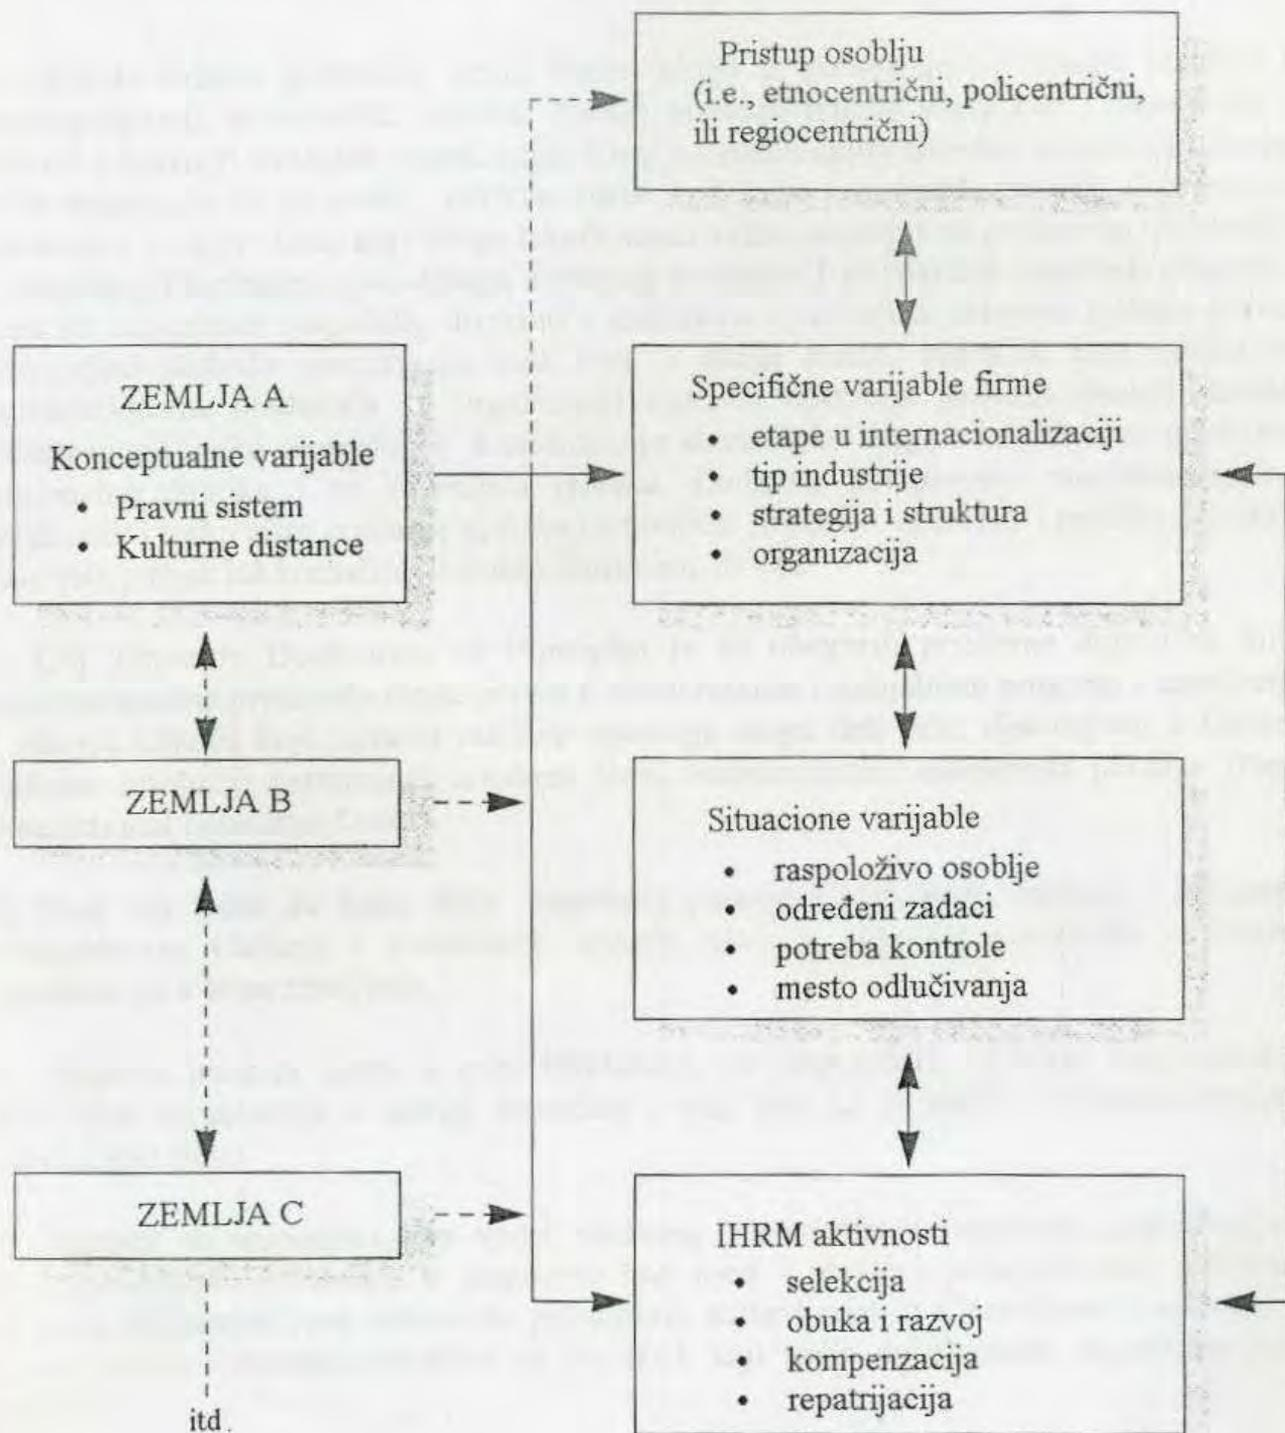 Pristup osoblju
(i.e., etnocentrični, policentrični,
ili regiocentrični)
ZEMLJA A
Konceptualne varijable
• Pravni sistem
• Kulturne distance
Specifične varijable firme
• etape u internacionalizaciji
• tip industrije
• strategija i struktura
• organizacija
ZEMLJA B
Situacione varijable
• raspoloživo osoblje
• određeni zadaci
• potreba kontrole
• mesto odlučivanja
ZEMLJA C
IHRM aktivnosti
• selekcija
• obuka i razvoj
• kompenzacija
• repatrijacija
itd.